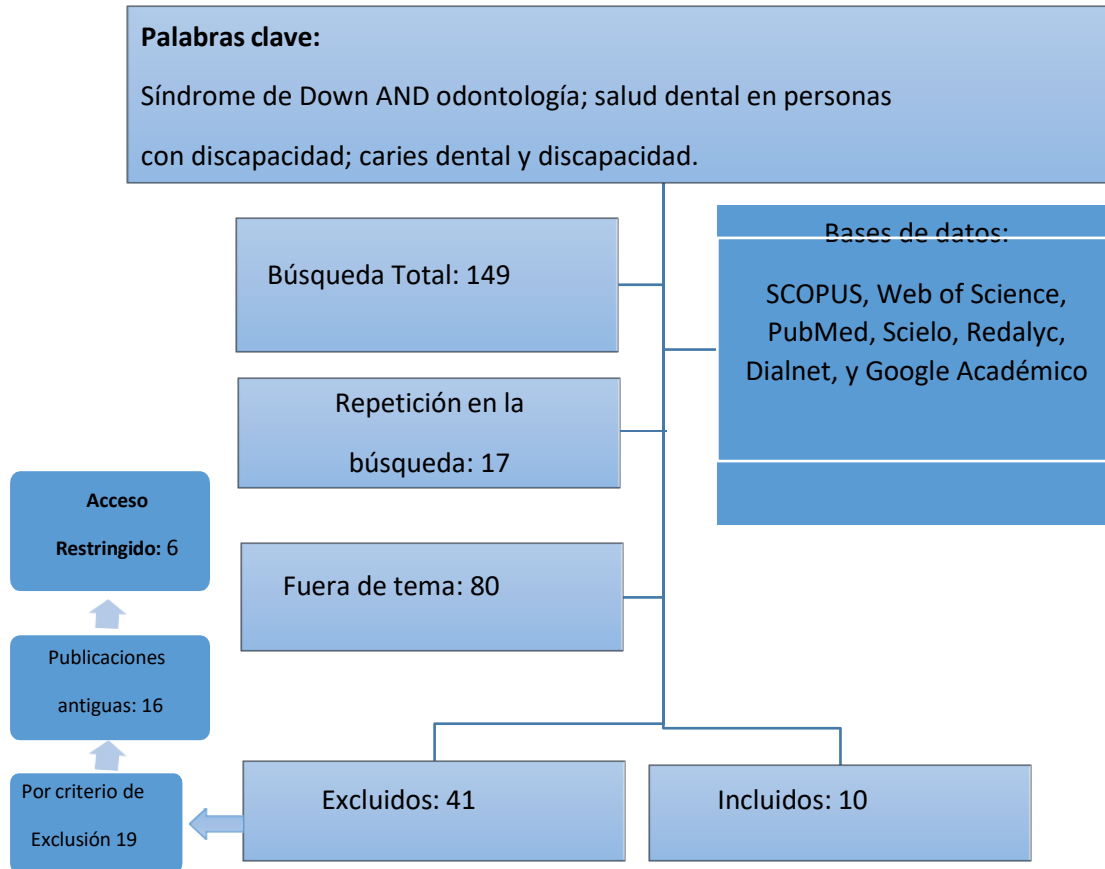 Palabras clave:
Síndrome de Down AND odontología; salud dental en personas
con discapacidad; caries dental y discapacidad.
Búsqueda Total: 149
Bases de datos:
SCOPUS, Web of Science,
PubMed, Scielo, Redalyc,
Dialnet, y Google Académico
Repetición en la
búsqueda: 17
Acceso
Restringido: 6
Fuera de tema: 80
Publicaciones
antiguas: 16
Por criterio de
Exclusión 19
Excluidos: 41
Incluidos: 10